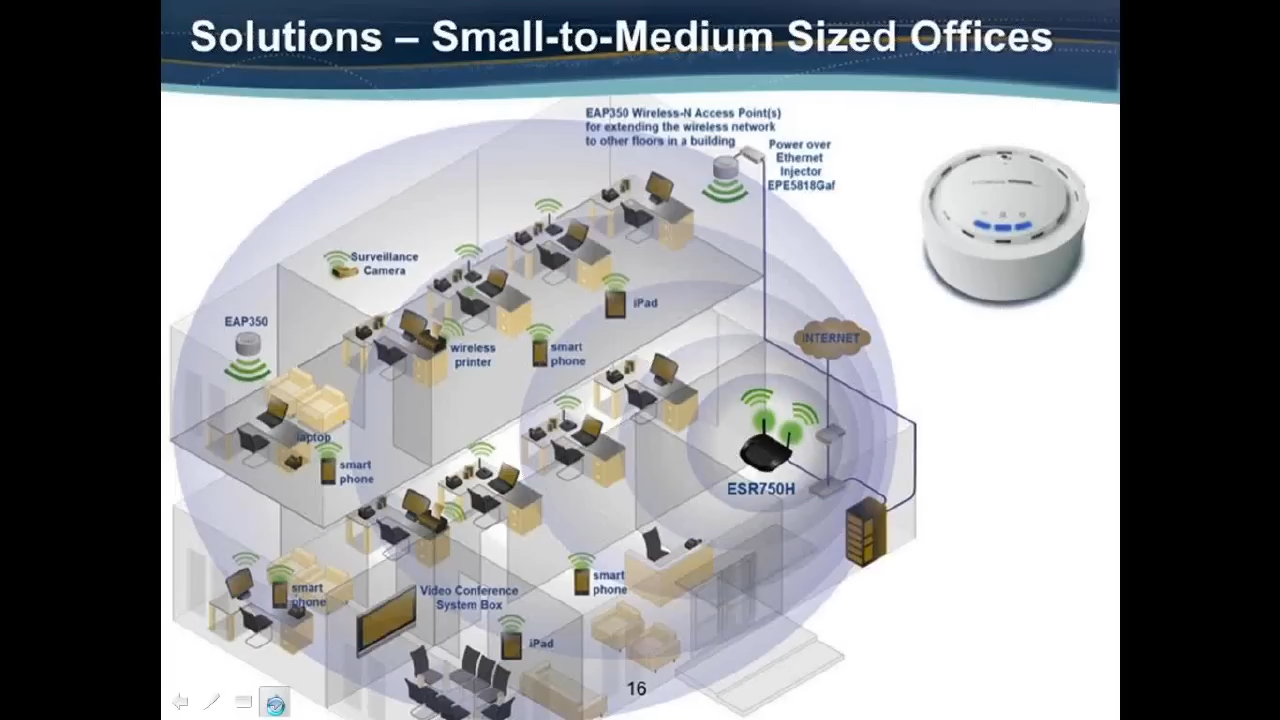 Solutions – Small-to-Medium Sized Offices
EAP350 Wireless-N Access Point(s)
for extending the wireless network
to other floors in a building
Power over
Ethernet
Injector
EPE5818Gaf
Surveillance
Camera
iPad
EAP350
wireless
printer
smart
phone
INTERNET
laptop
smart
phone
ESR750H
smart
phone
smart
phone
Video Conference
System Box
iPad
16